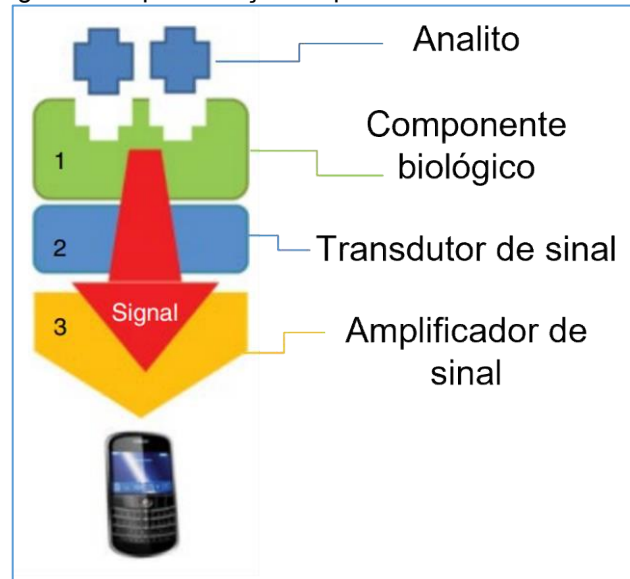 Analito
Componente
biológico
1
Transdutor de sinal
2
Signal
3
Amplificador de
sinal